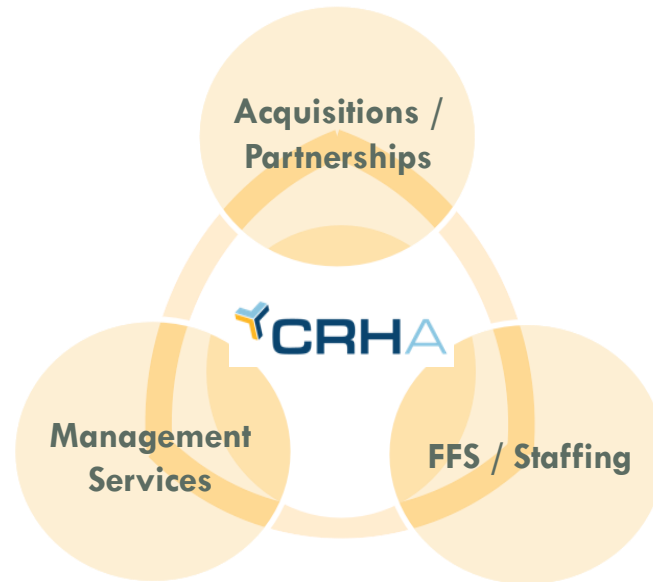 Acquisitions /
Partnerships
CRHA
Management
Services
FFS / Staffing